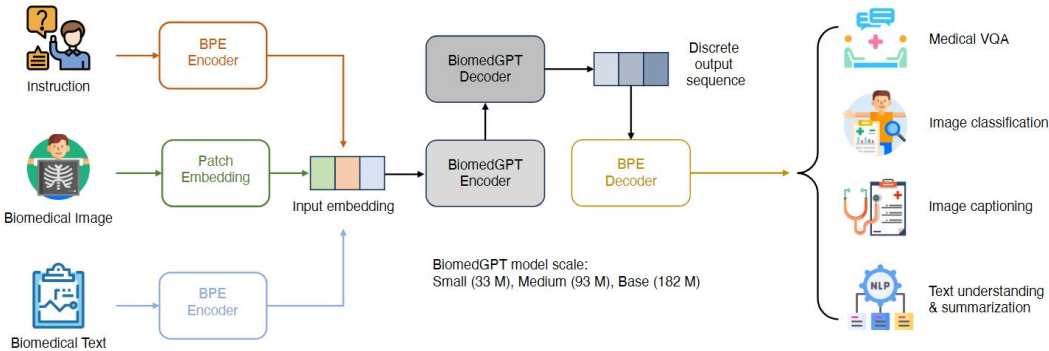 Instruction
BPE
Encoder
Biomedical Image
Patch
Embedding
Input embedding
Biomedical Text
BPE
Encoder
BiomedGPT
Decoder
BiomedGPT
Encoder
Discrete
output
sequence
BPE
Decoder
BiomedGPT model scale:
Small (33 M), Medium (93 M), Base (182 M)
Medical VQA
Image classification
Image captioning
NLP
Text understanding
& summarization